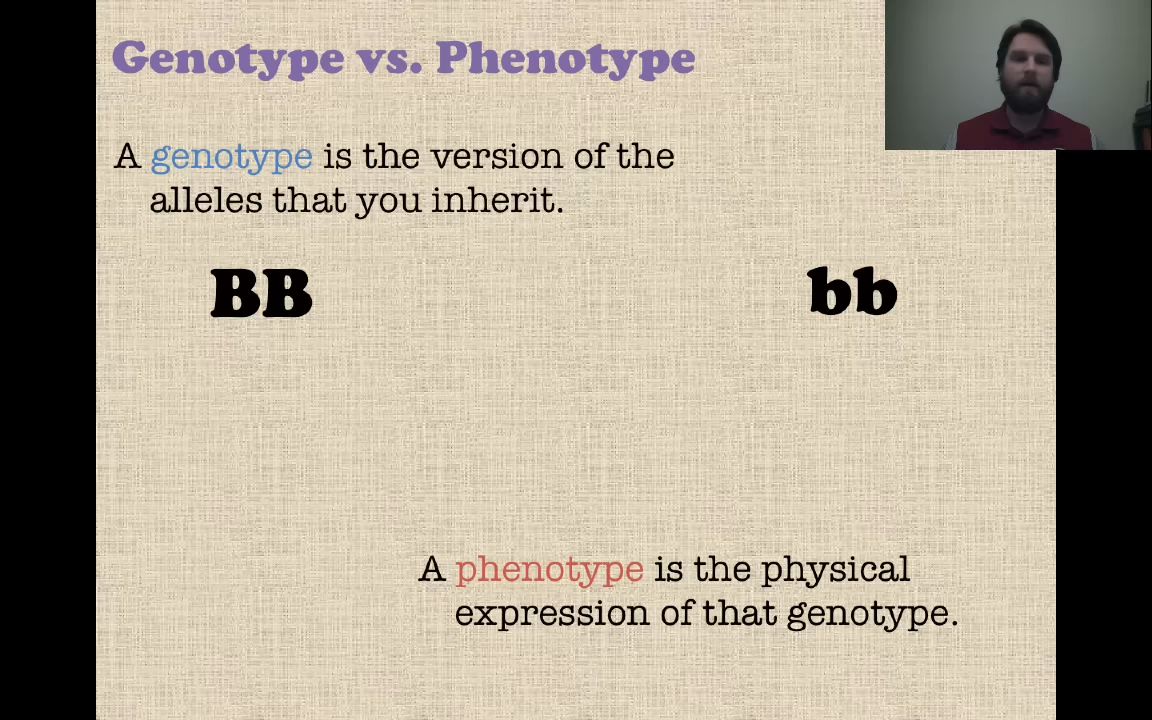 Genotype vs. Phenotype
A genotype is the version of the
alleles that you inherit.
BB bb
A phenotype is the physical
expression of that genotype.